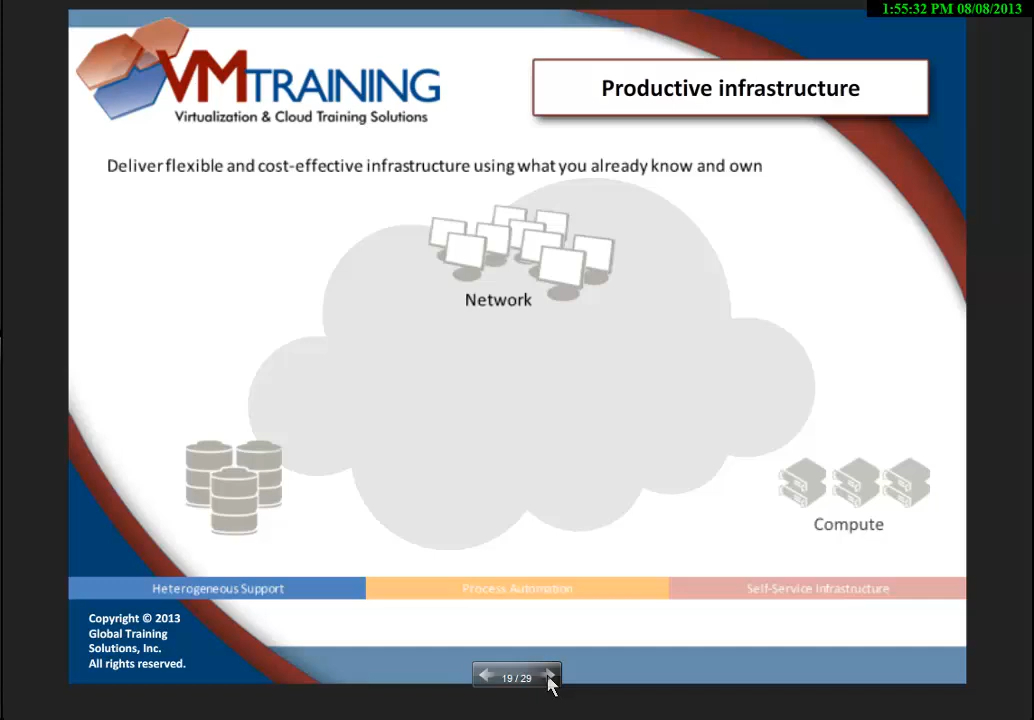 1:55:32 PM 08/08/2013
VMTRAINING
Virtualization & Cloud Training Solutions
Productive infrastructure
Deliver flexible and cost-effective infrastructure using what you already know and own
Network
Compute
Heterogeneous Support
Process Automation
Self-Service Infrastructure
Copyright © 2013
Global Training
Solutions, Inc.
All rights reserved.
19 / 29